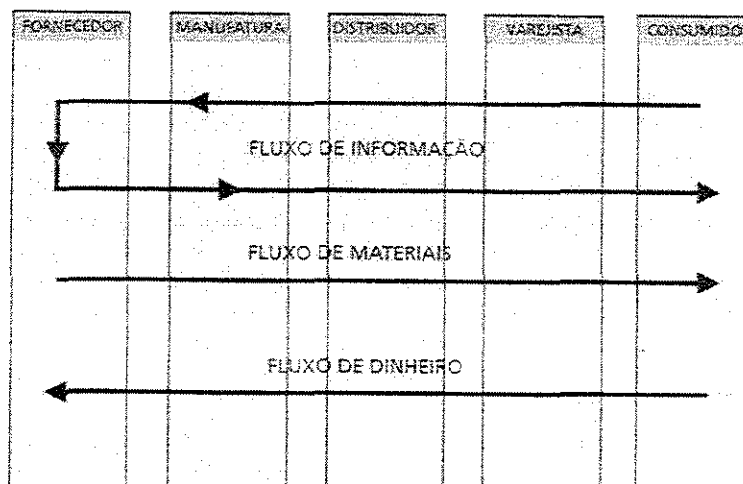 FORNECEDOR MANUFATURA DISTRIBUIDOR VAREJISTA CONSUMIDO
FLUXO DE INFORMAÇÃO
FLUXO DE MATERIAIS
FLUXO DE DINHEIRO